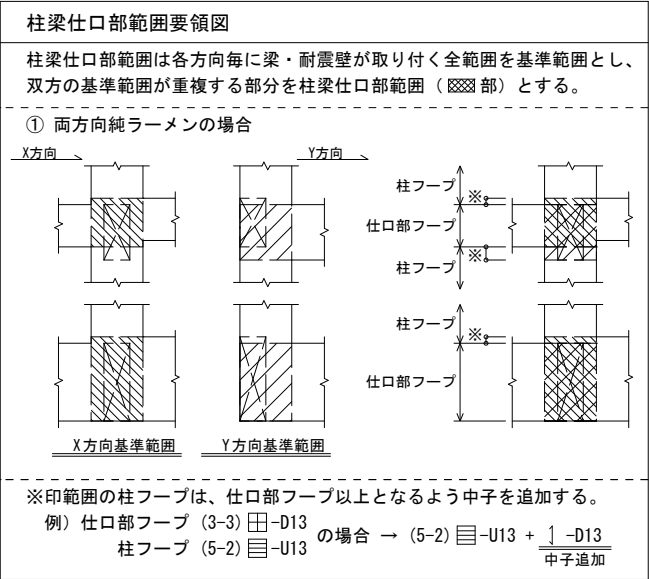 柱梁仕口部範囲要領図
柱梁仕口部範囲は各方向毎に梁・耐震壁が取り付く全範囲を基準範囲とし、
双方の基準範囲が重複する部分を柱梁仕口部範囲（ 部）とする。
① 両方向純ラーメンの場合
X方向
Y方向
柱フープ
※
仕口部フープ
※
柱フープ
柱フープ
※
仕口部フープ
X方向基準範囲
Y方向基準範囲
※印範囲の柱フープは、仕口部フープ以上となるよう中子を追加する。
例）仕口部フープ (3-3) -D13
柱フープ (5-2) -U13
の場合 → (5-2) -U13 + -D13
中子追加